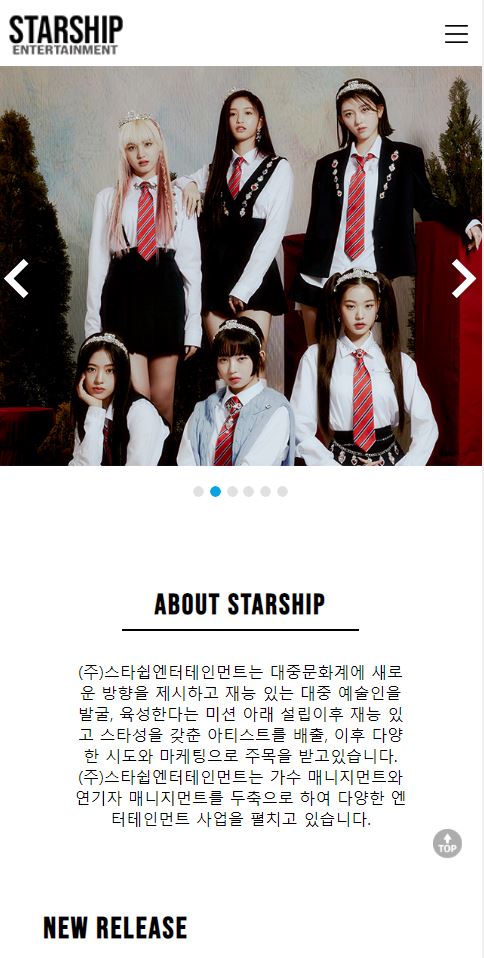 STARSHIP
ENTERTAINMENT
ABOUT STARSHIP
(주)스타쉽엔터테인먼트는 대중문화계에 새로
운 방향을 제시하고 재능 있는 대중 예술인을
발굴, 육성한다는 미션 아래 설립이후 재능 있
고 스타성을 갖춘 아티스트를 배출, 이후 다양
한 시도와 마케팅으로 주목을 받고있습니다.
(주)스타쉽엔터테인먼트는 가수 매니지먼트와
연기자 매니지먼트를 두축으로 하여 다양한 엔
터테인먼트 사업을 펼치고 있습니다.
TOP
NEW RELEASE